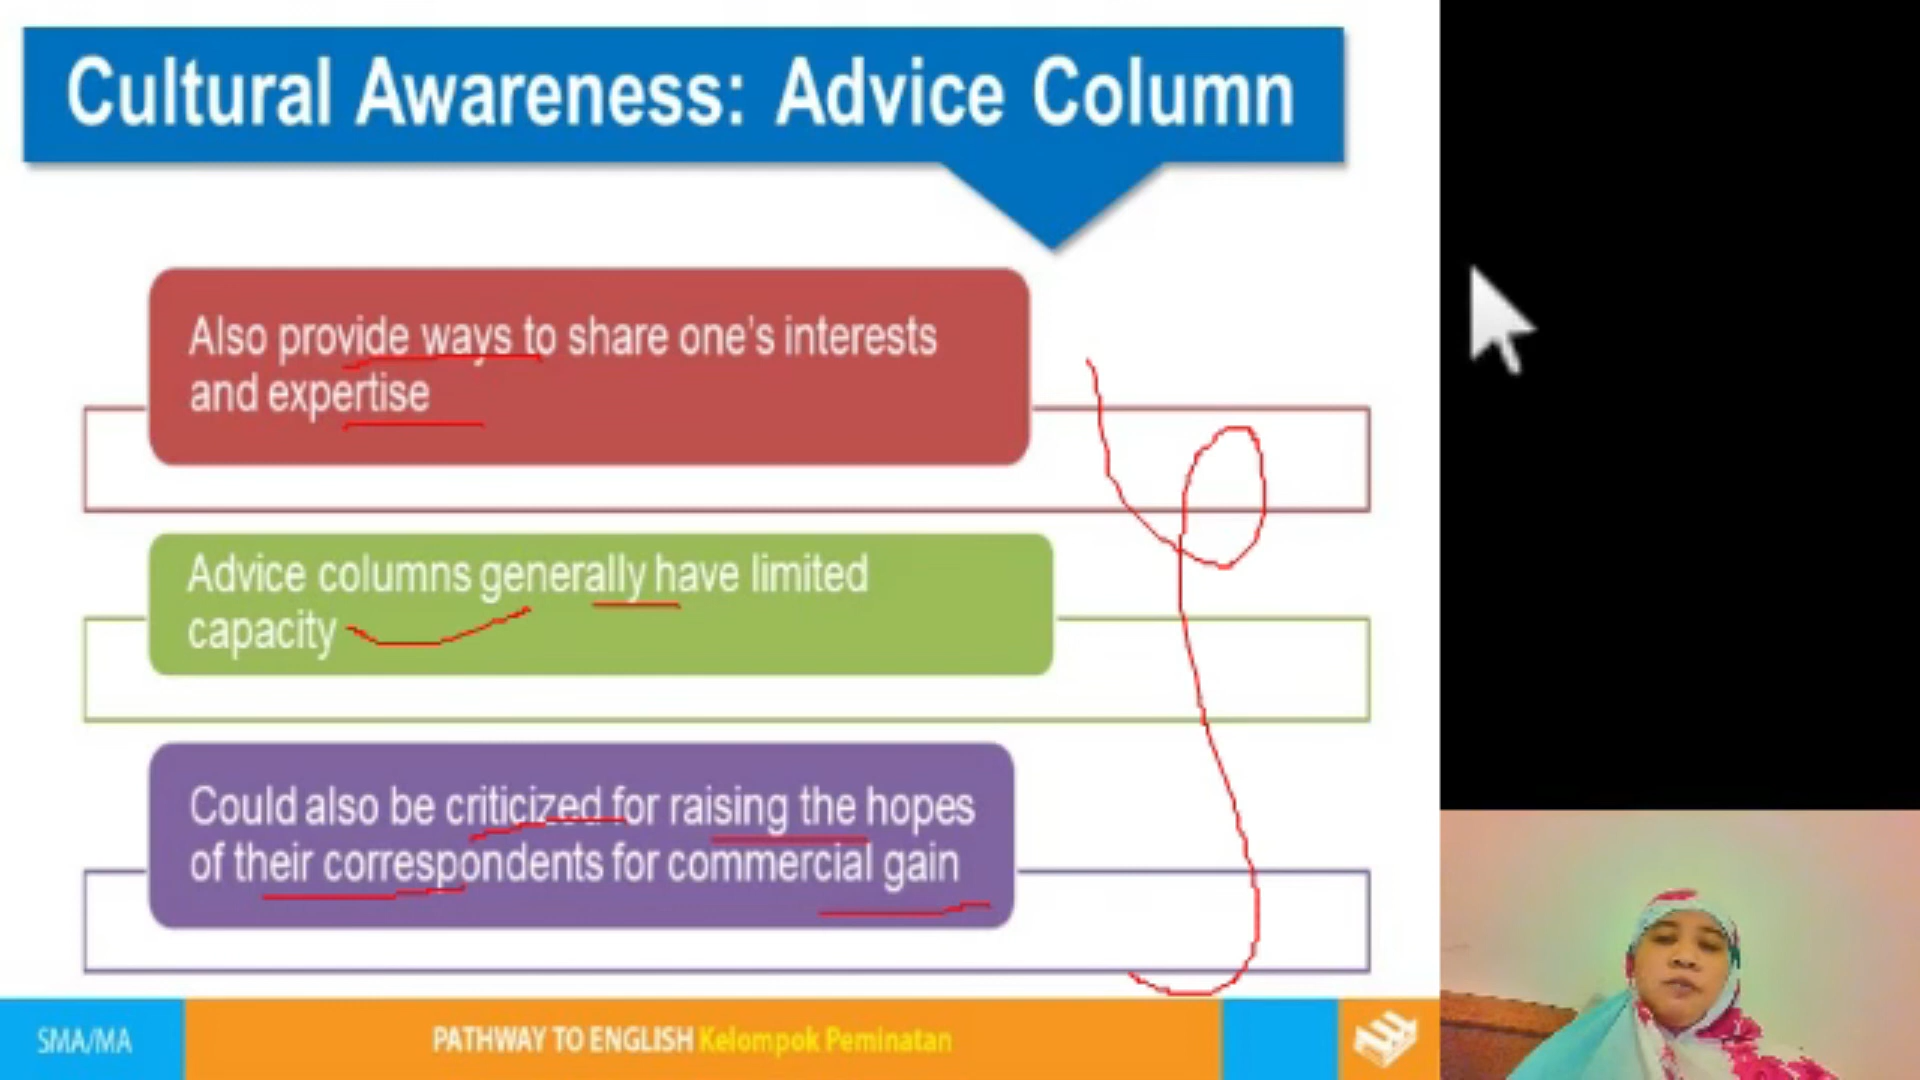 Cultural Awareness: Advice Column
Also provide ways to share one's interests
and expertise
Advice columns generally have limited
capacity
Could also be criticized for raising the hopes
of their correspondents for commercial gain
SMA/MA
PATHWAY TO ENGLISH Kelompok Peminatan